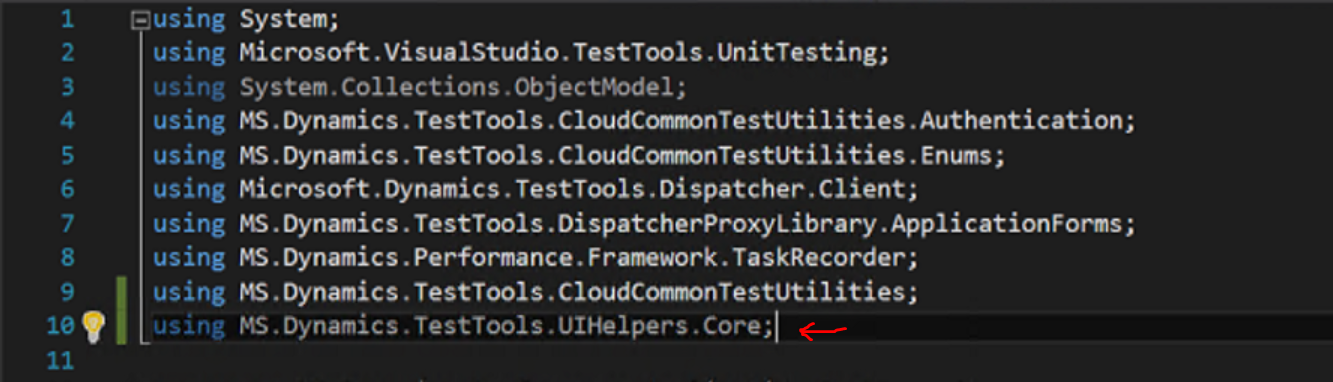 1 using System;
2 using Microsoft.VisualStudio.TestTools.UnitTesting;
3 using System.Collections.ObjectModel;
4 using MS.Dynamics.TestTools.CloudCommonTestUtilities.Authentication;
5 using MS.Dynamics.TestTools.CloudCommonTestUtilities.Enums;
6 using Microsoft.Dynamics.TestTools.Dispatcher.Client;
7 using MS.Dynamics.TestTools.DispatcherProxyLibrary.ApplicationForms;
8 using MS.Dynamics.Performance.Framework.TaskRecorder;
9 using MS.Dynamics.TestTools.CloudCommonTestUtilities;
10 using MS.Dynamics.TestTools.UIHelpers.Core;
11